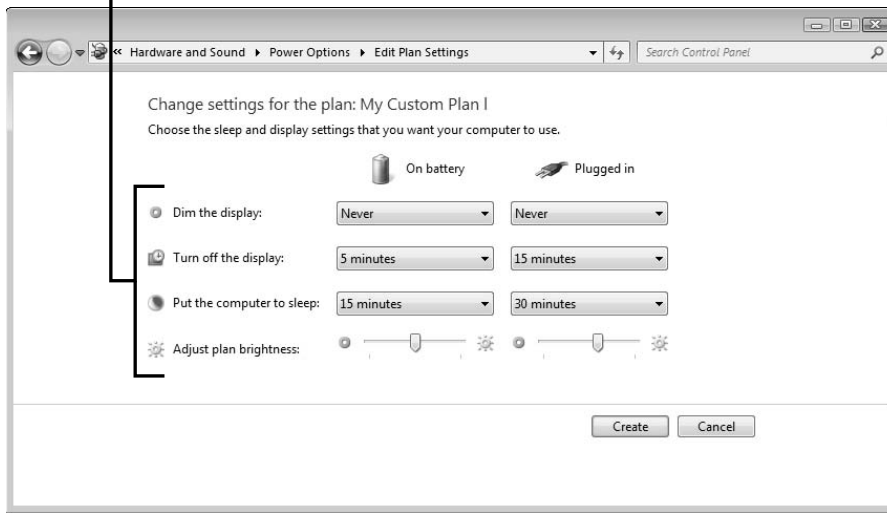 « Hardware and Sound ▸ Power Options ▸ Edit Plan Settings
Search Control Panel
Change settings for the plan: My Custom Plan l
Choose the sleep and display settings that you want your computer to use.
On battery Plugged in
Dim the display: Never Never
Turn off the display: 5 minutes 15 minutes
Put the computer to sleep: 15 minutes 30 minutes
Adjust plan brightness:
Create Cancel